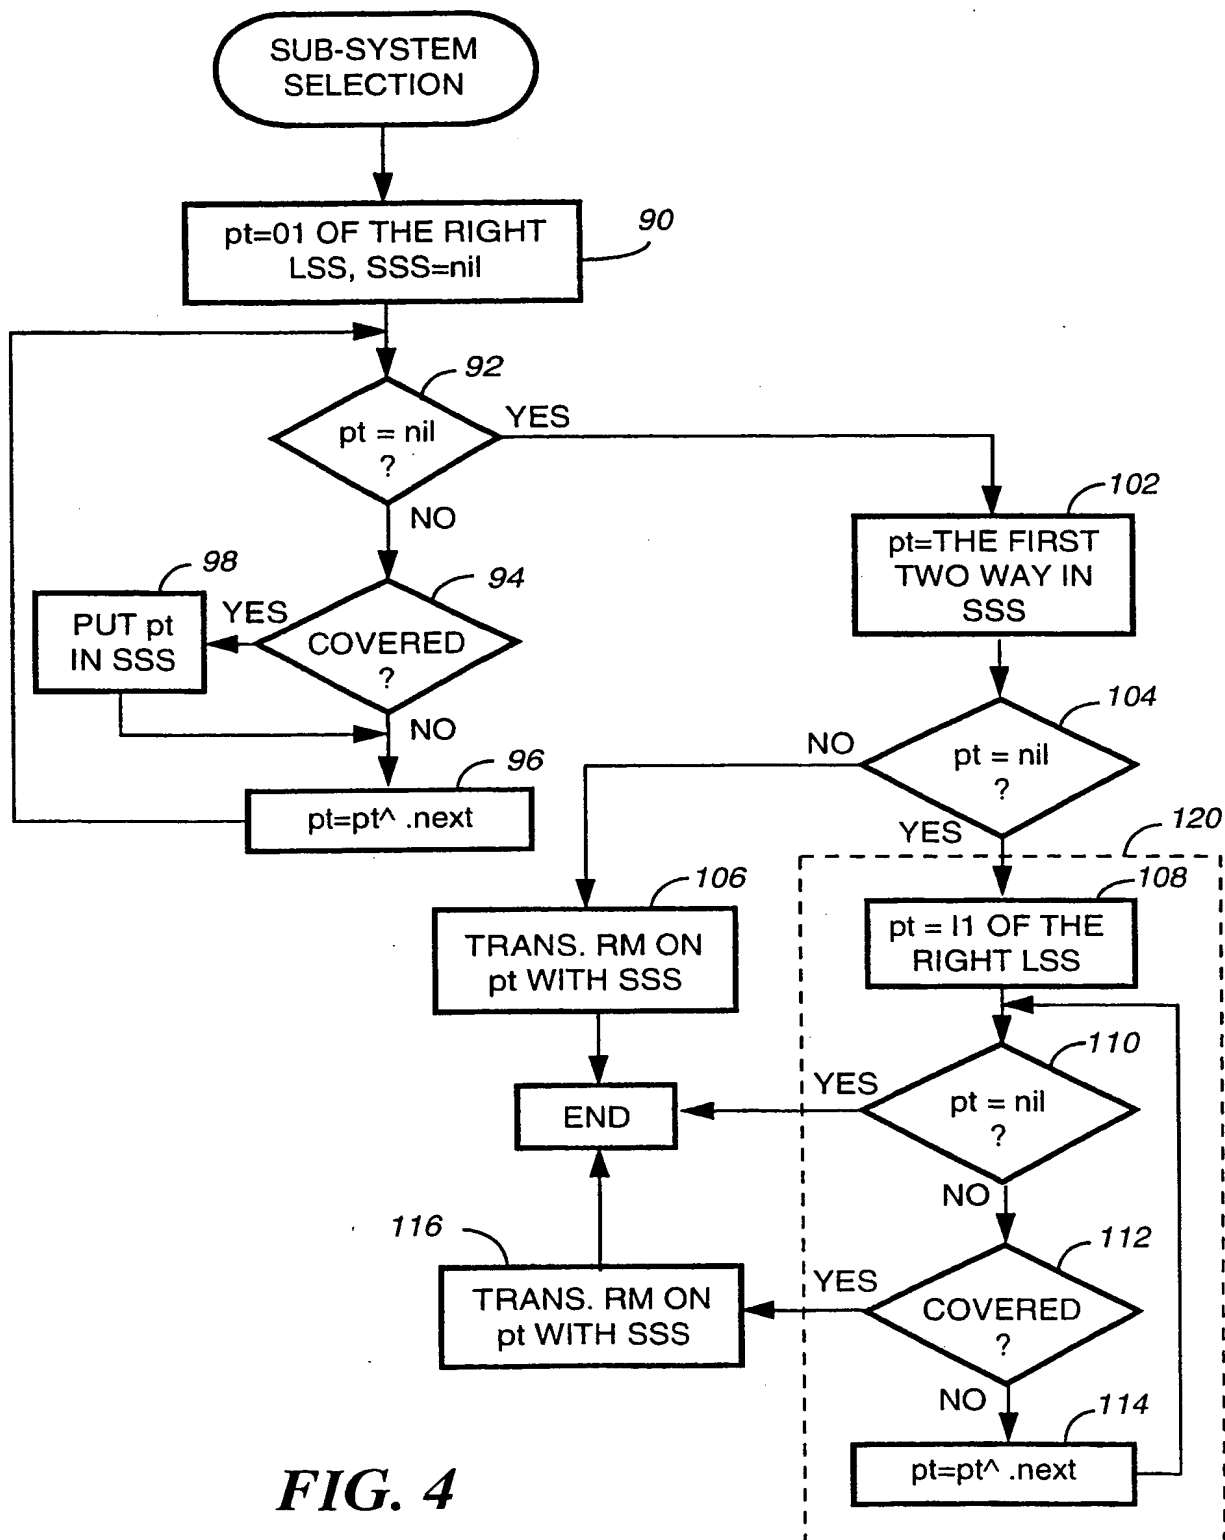 SUB-SYSTEM
SELECTION
pt=01 OF THE RIGHT
LSS, SSS=nil
90
92
pt = nil
?
YES
NO
102
pt=THE FIRST
TWO WAY IN
SSS
98
PUT pt
IN SSS
YES
94
COVERED
?
NO
104
pt = nil
?
NO
YES
96
pt=pt^ .next
120
106
TRANS. RM ON
pt WITH SSS
108
pt = I1 OF THE
RIGHT LSS
END
110
YES
pt = nil
?
NO
116
TRANS. RM ON
pt WITH SSS
112
YES
COVERED
?
NO
114
pt=pt^ .next
FIG. 4